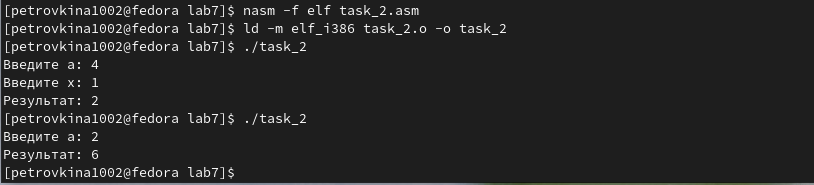 [petrovkina1002@fedora lab7]$ nasm -f elf task_2.asm
[petrovkina1002@fedora lab7]$ ld -m elf_i386 task_2.o -o task_2
[petrovkina1002@fedora lab7]$ ./task_2
Введите a: 4
Введите x: 1
Результат: 2
[petrovkina1002@fedora lab7]$ ./task_2
Введите a: 2
Результат: 6
[petrovkina1002@fedora lab7]$